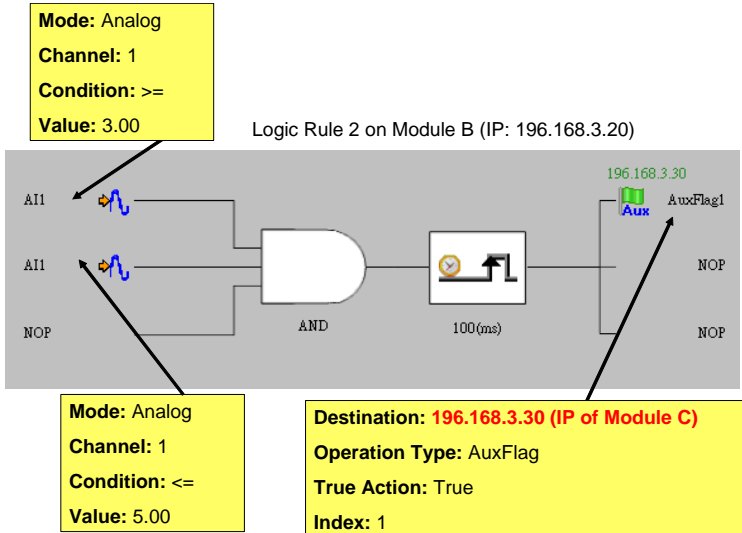 Mode: Analog
Channel: 1
Condition: >=
Value: 3.00
Logic Rule 2 on Module B (IP: 196.168.3.20)
196.168.3.30
AI1
Aux
AuxFlag1
AI1
NOP
NOP
AND
100(ms)
NOP
Mode: Analog
Channel: 1
Condition: <=
Value: 5.00
Destination: 196.168.3.30 (IP of Module C)
Operation Type: AuxFlag
True Action: True
Index: 1